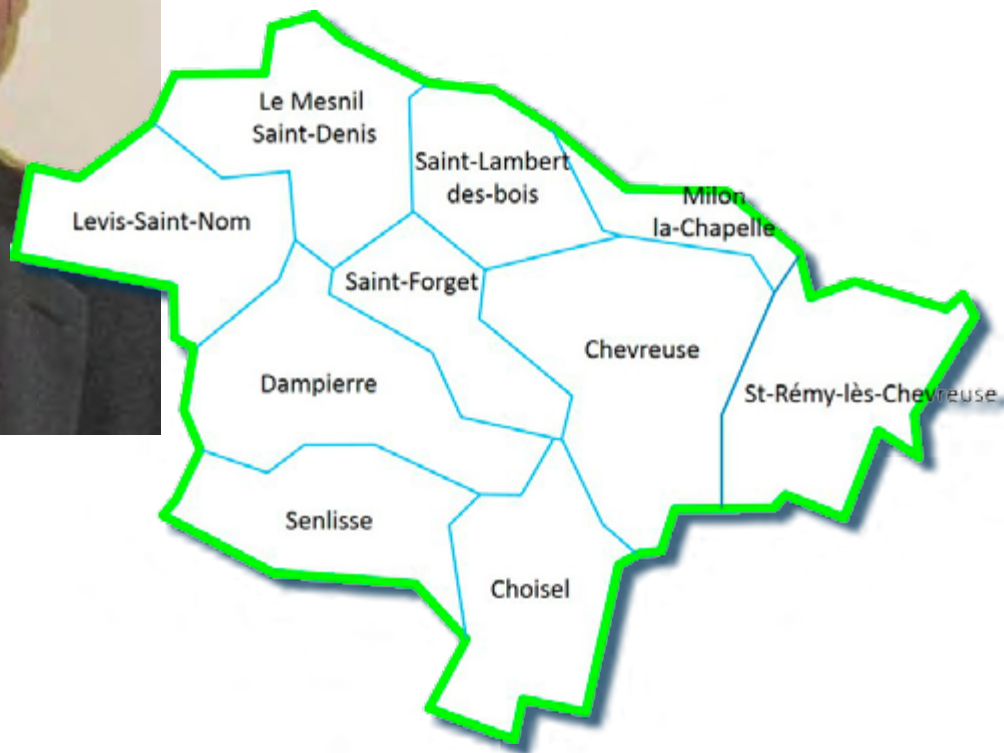 Le Mesnil
Saint-Denis
Saint-Lambert
des-bois
Milon
la-Chapelle
Levis-Saint-Nom
Saint-Forget
Chevreuse
Dampierre
St-Rémy-lès-Chevreuse
Senlisse
Choisel